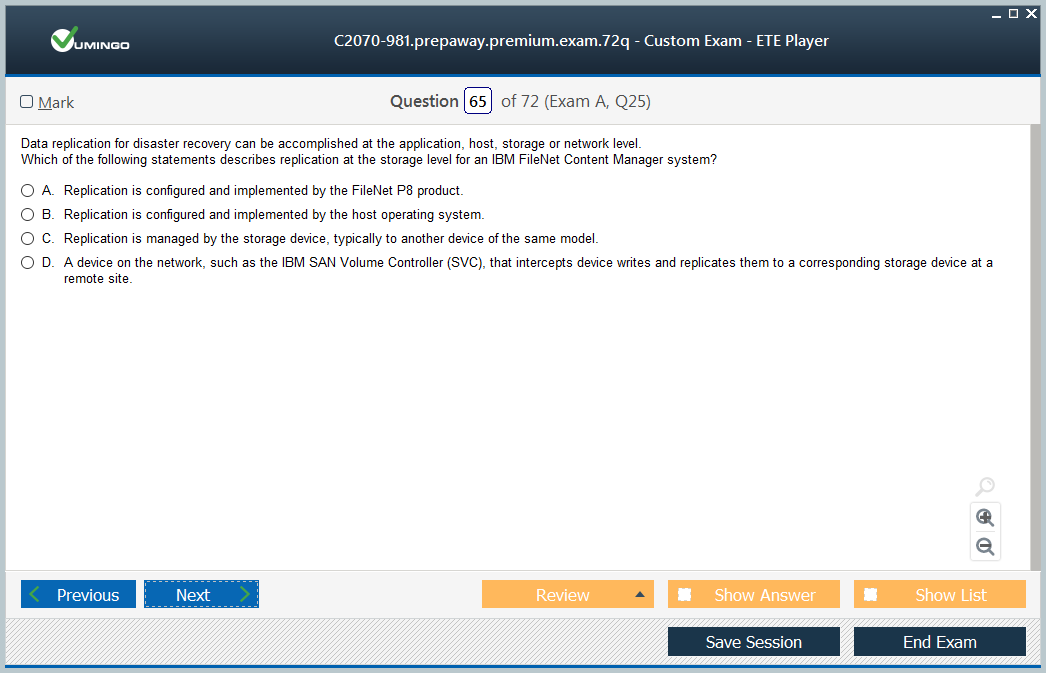 VUMINGO
C2070-981.prepaway.premium.exam.72q - Custom Exam - ETE Player
Mark
Question 65 of 72 (Exam A, Q25)
Data replication for disaster recovery can be accomplished at the application, host, storage or network level.
Which of the following statements describes replication at the storage level for an IBM FileNet Content Manager system?
A. Replication is configured and implemented by the FileNet P8 product.
B. Replication is configured and implemented by the host operating system.
C. Replication is managed by the storage device, typically to another device of the same model.
D. A device on the network, such as the IBM SAN Volume Controller (SVC), that intercepts device writes and replicates them to a corresponding storage device at a
remote site.
Previous Next Review Show Answer Show List
Save Session End Exam